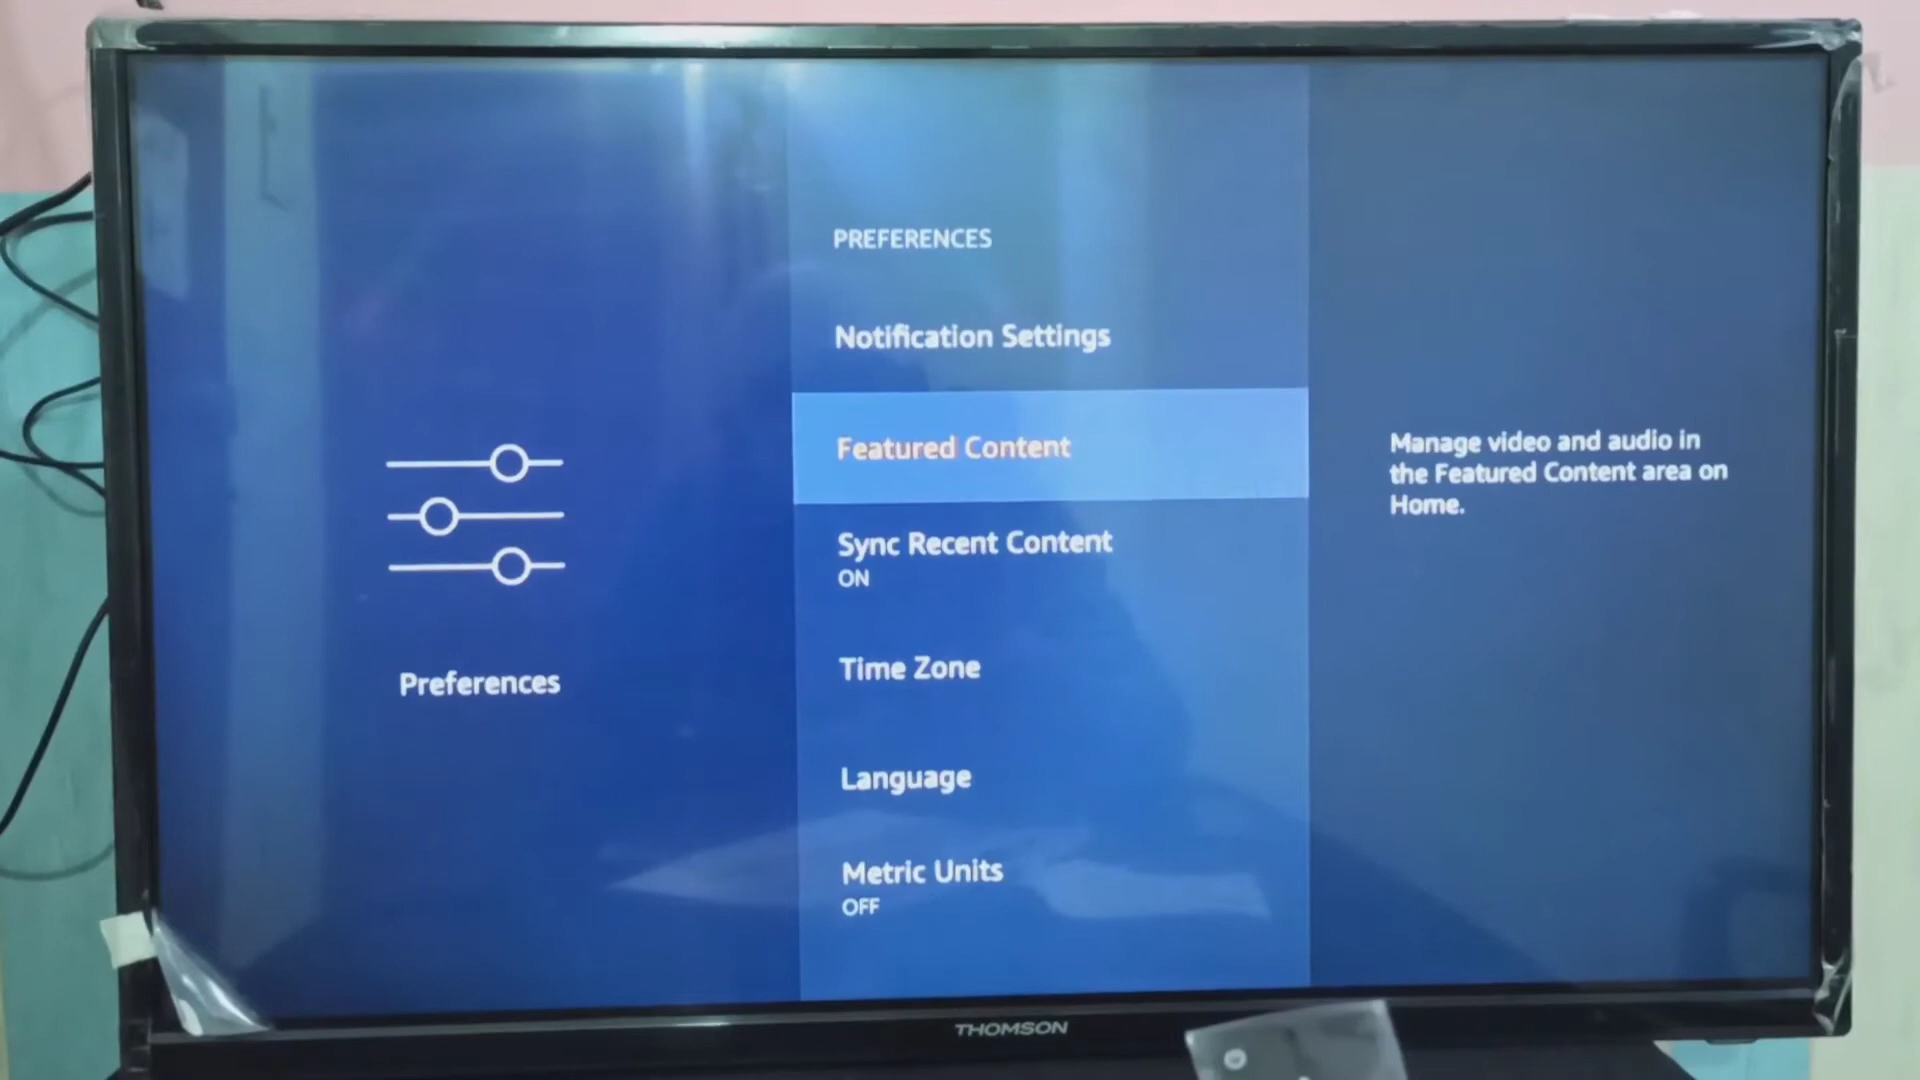 PREFERENCES
Notification Settings
Featured Content
Sync Recent Content
ON
Time Zone
Language
Metric Units
OFF
Preferences
Manage video and audio in
the Featured Content area on
Home.
THOMSON